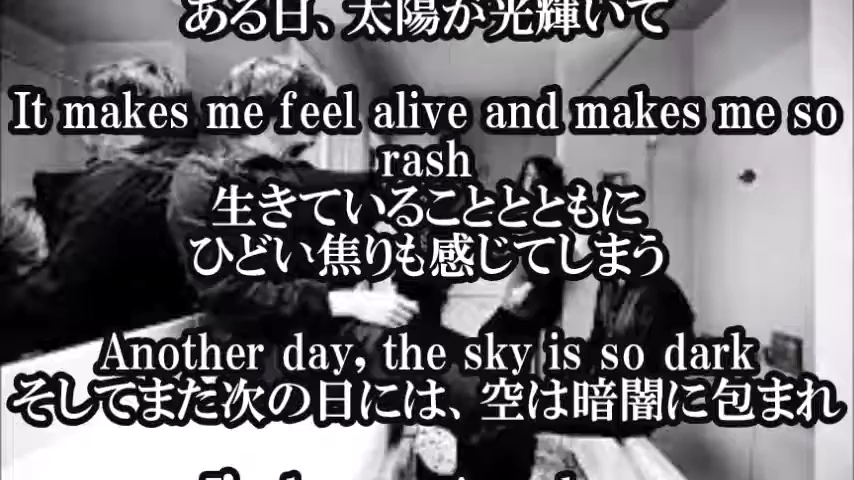 ある日、太陽が光輝いて
It makes me feel alive and makes me so
rash
生きていることとともに
ひどい焦りも感じてしまう
Another day, the sky is so dark
そしてまた次の日には、空は暗闇に包まれ